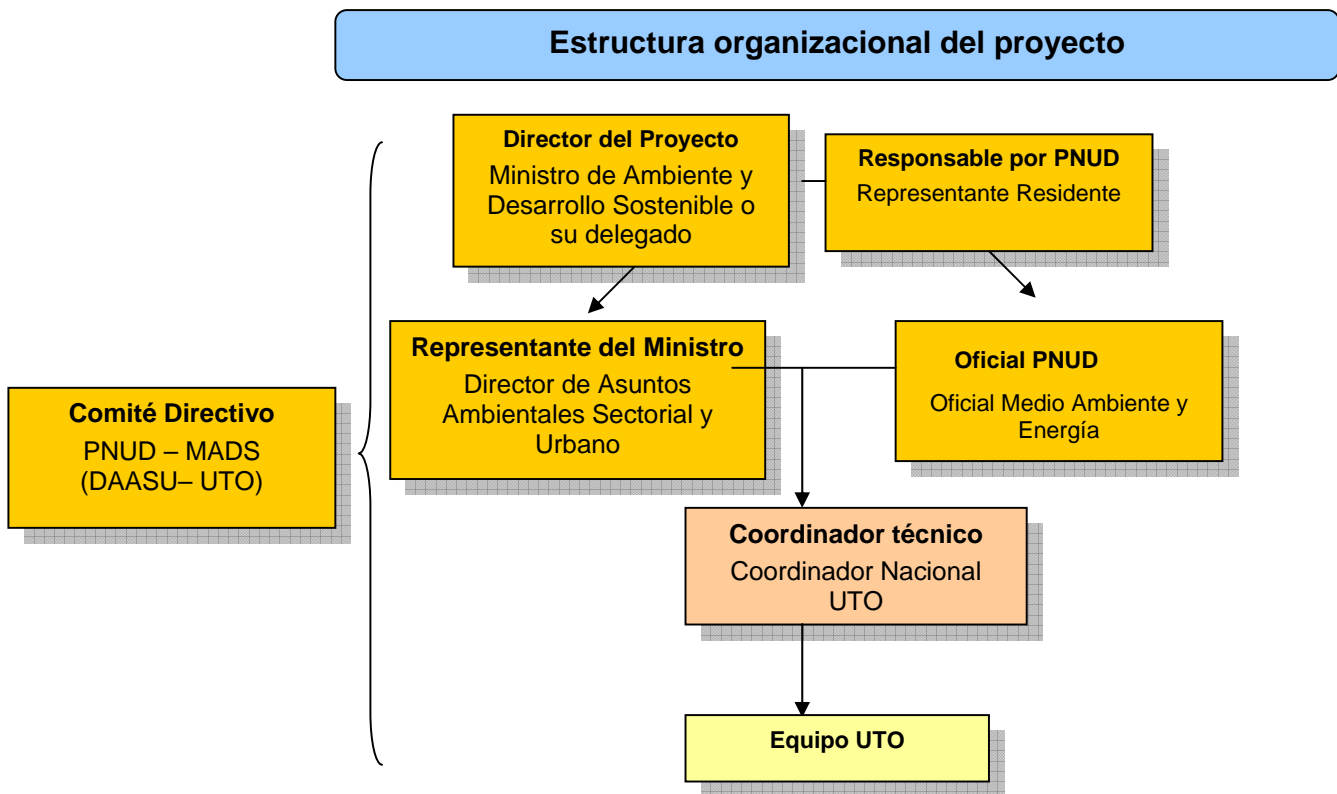 Estructura organizacional del proyecto
Director del Proyecto
Ministro de Ambiente y
Desarrollo Sostenible o
su delegado
Responsable por PNUD
Representante Residente
Representante del Ministro
Director de Asuntos
Ambientales Sectorial y
Urbano
Oficial PNUD
Oficial Medio Ambiente y
Energía
Comité Directivo
PNUD – MADS
(DAASU– UTO)
Coordinador técnico
Coordinador Nacional
UTO
Equipo UTO